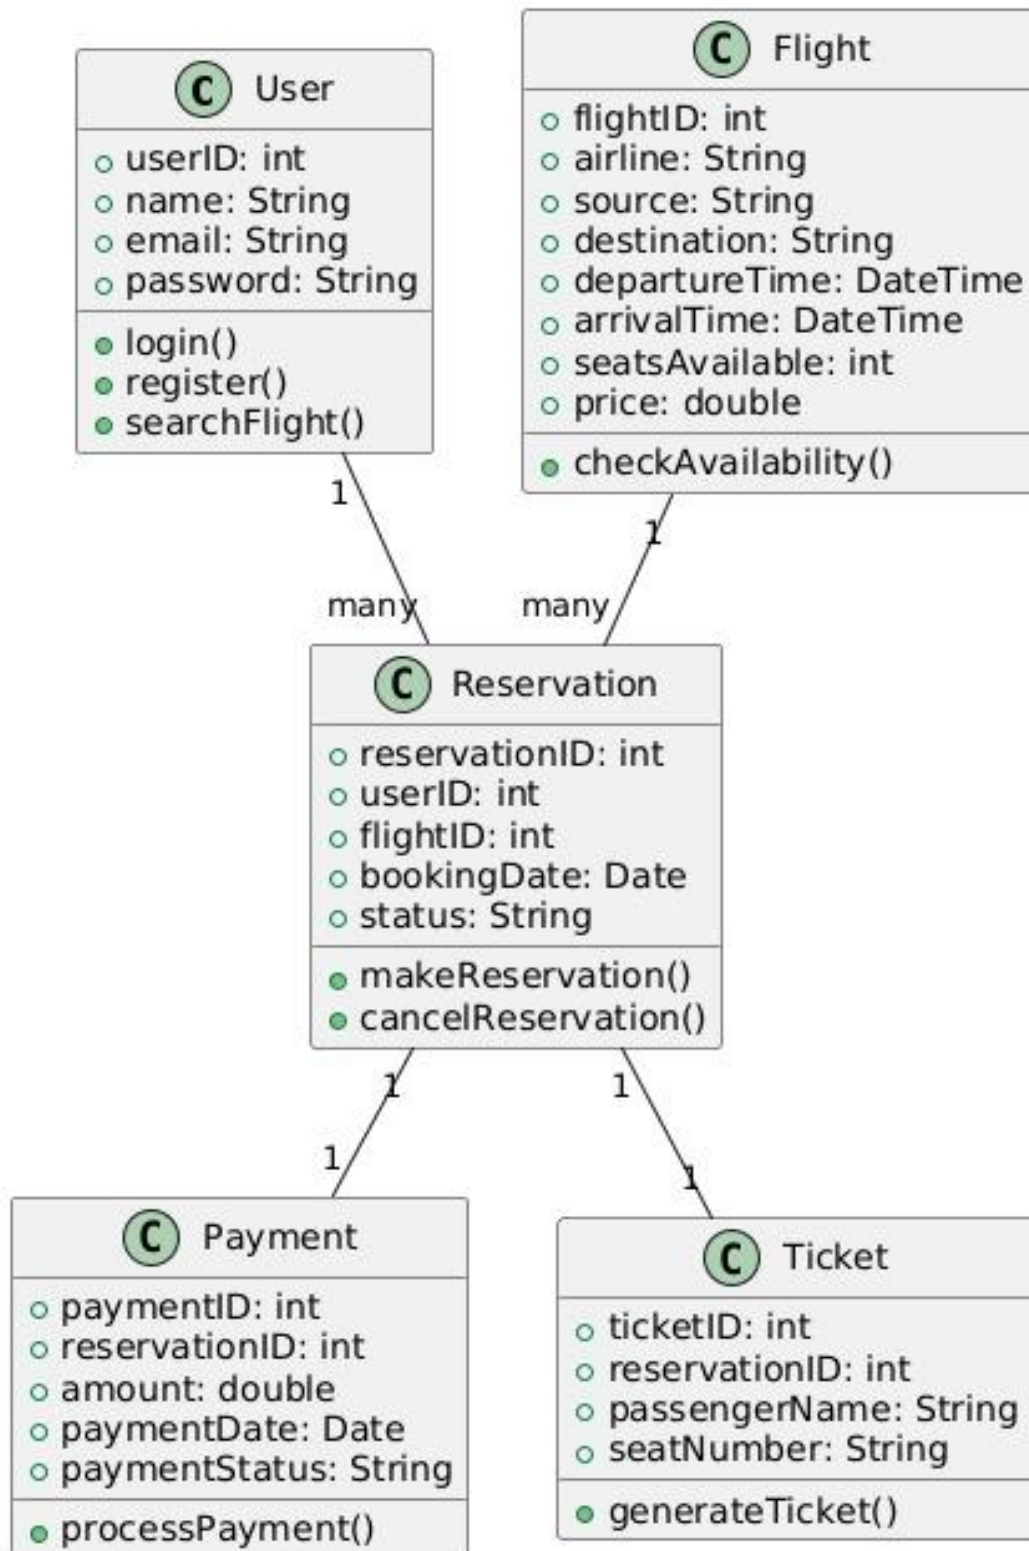 C User
userID: int
name: String
email: String
password: String
login()
register()
searchFlight()
C Flight
flightID: int
airline: String
source: String
destination: String
departureTime: DateTime
arrivalTime: DateTime
seatsAvailable: int
price: double
checkAvailability()
1
many
1
many
C Reservation
reservationID: int
userID: int
flightID: int
bookingDate: Date
status: String
makeReservation()
cancelReservation()
1
1
1
1
C Payment
paymentID: int
reservationID: int
amount: double
paymentDate: Date
paymentStatus: String
processPayment()
C Ticket
ticketID: int
reservationID: int
passengerName: String
seatNumber: String
generateTicket()